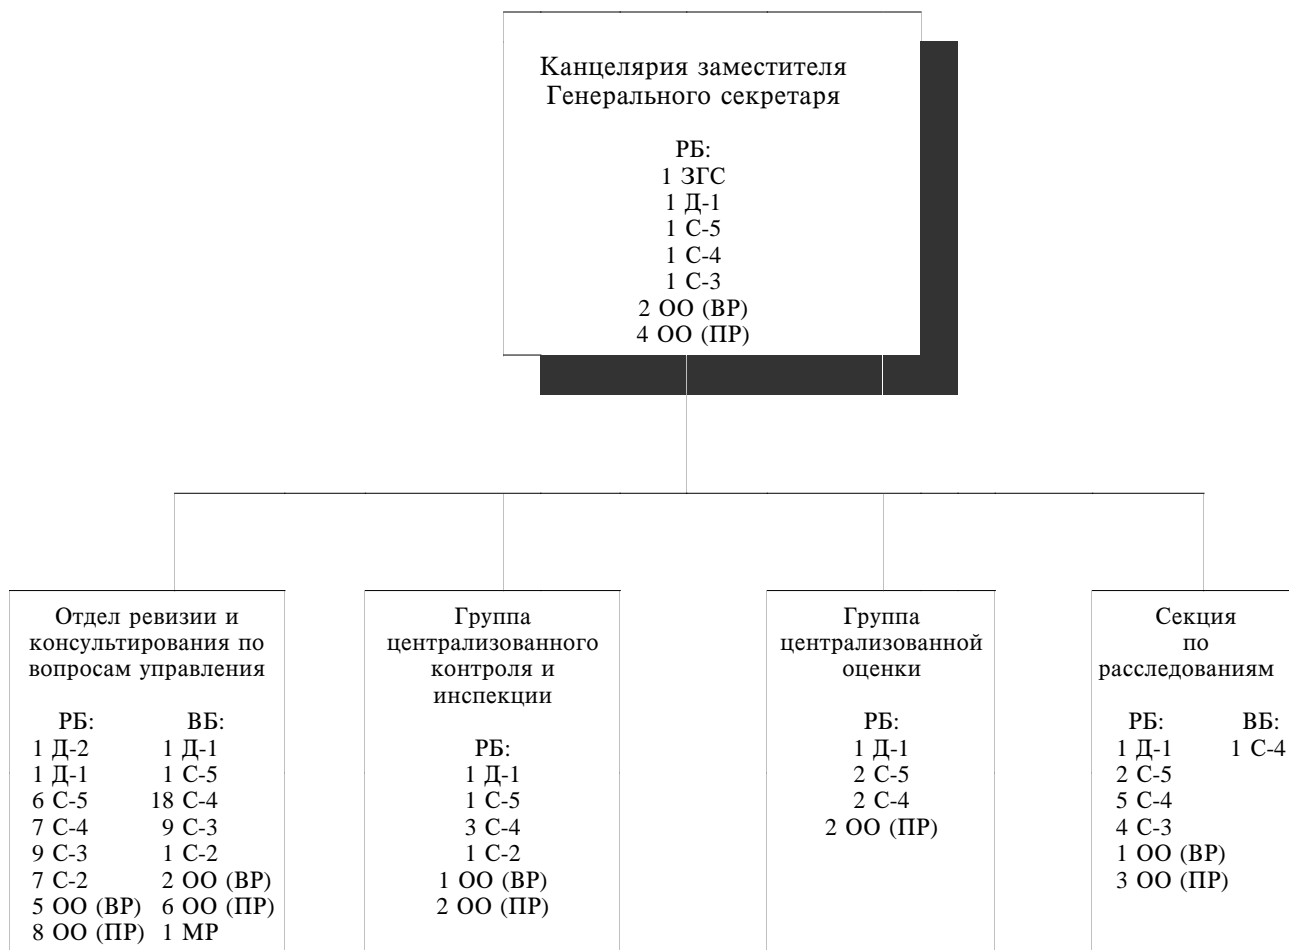 Канцелярия заместителя
Генерального секретаря
РБ:
1 ЗГС
1 Д-1
1 С-5
1 С-4
1 С-3
2 ОО (ВР)
4 ОО (ПР)
Отдел ревизии и
консультирования по
вопросам управления
РБ: ВБ:
1 Д-2 1 Д-1
1 Д-1 1 С-5
6 С-5 18 С-4
7 С-4 9 С-3
9 С-3 1 С-2
7 С-2 2 ОО (ВР)
5 ОО (ВР) 6 ОО (ПР)
8 ОО (ПР) 1 МР
Группа
централизованного
контроля и
инспекции
РБ:
1 Д-1
1 С-5
3 С-4
1 С-2
1 ОО (ВР)
2 ОО (ПР)
Группа
централизованной
оценки
РБ:
1 Д-1
2 С-5
2 С-4
2 ОО (ПР)
Секция
по
расследованиям
РБ: ВБ:
1 Д-1 1 С-4
2 С-5
5 С-4
4 С-3
1 ОО (ВР)
3 ОО (ПР)